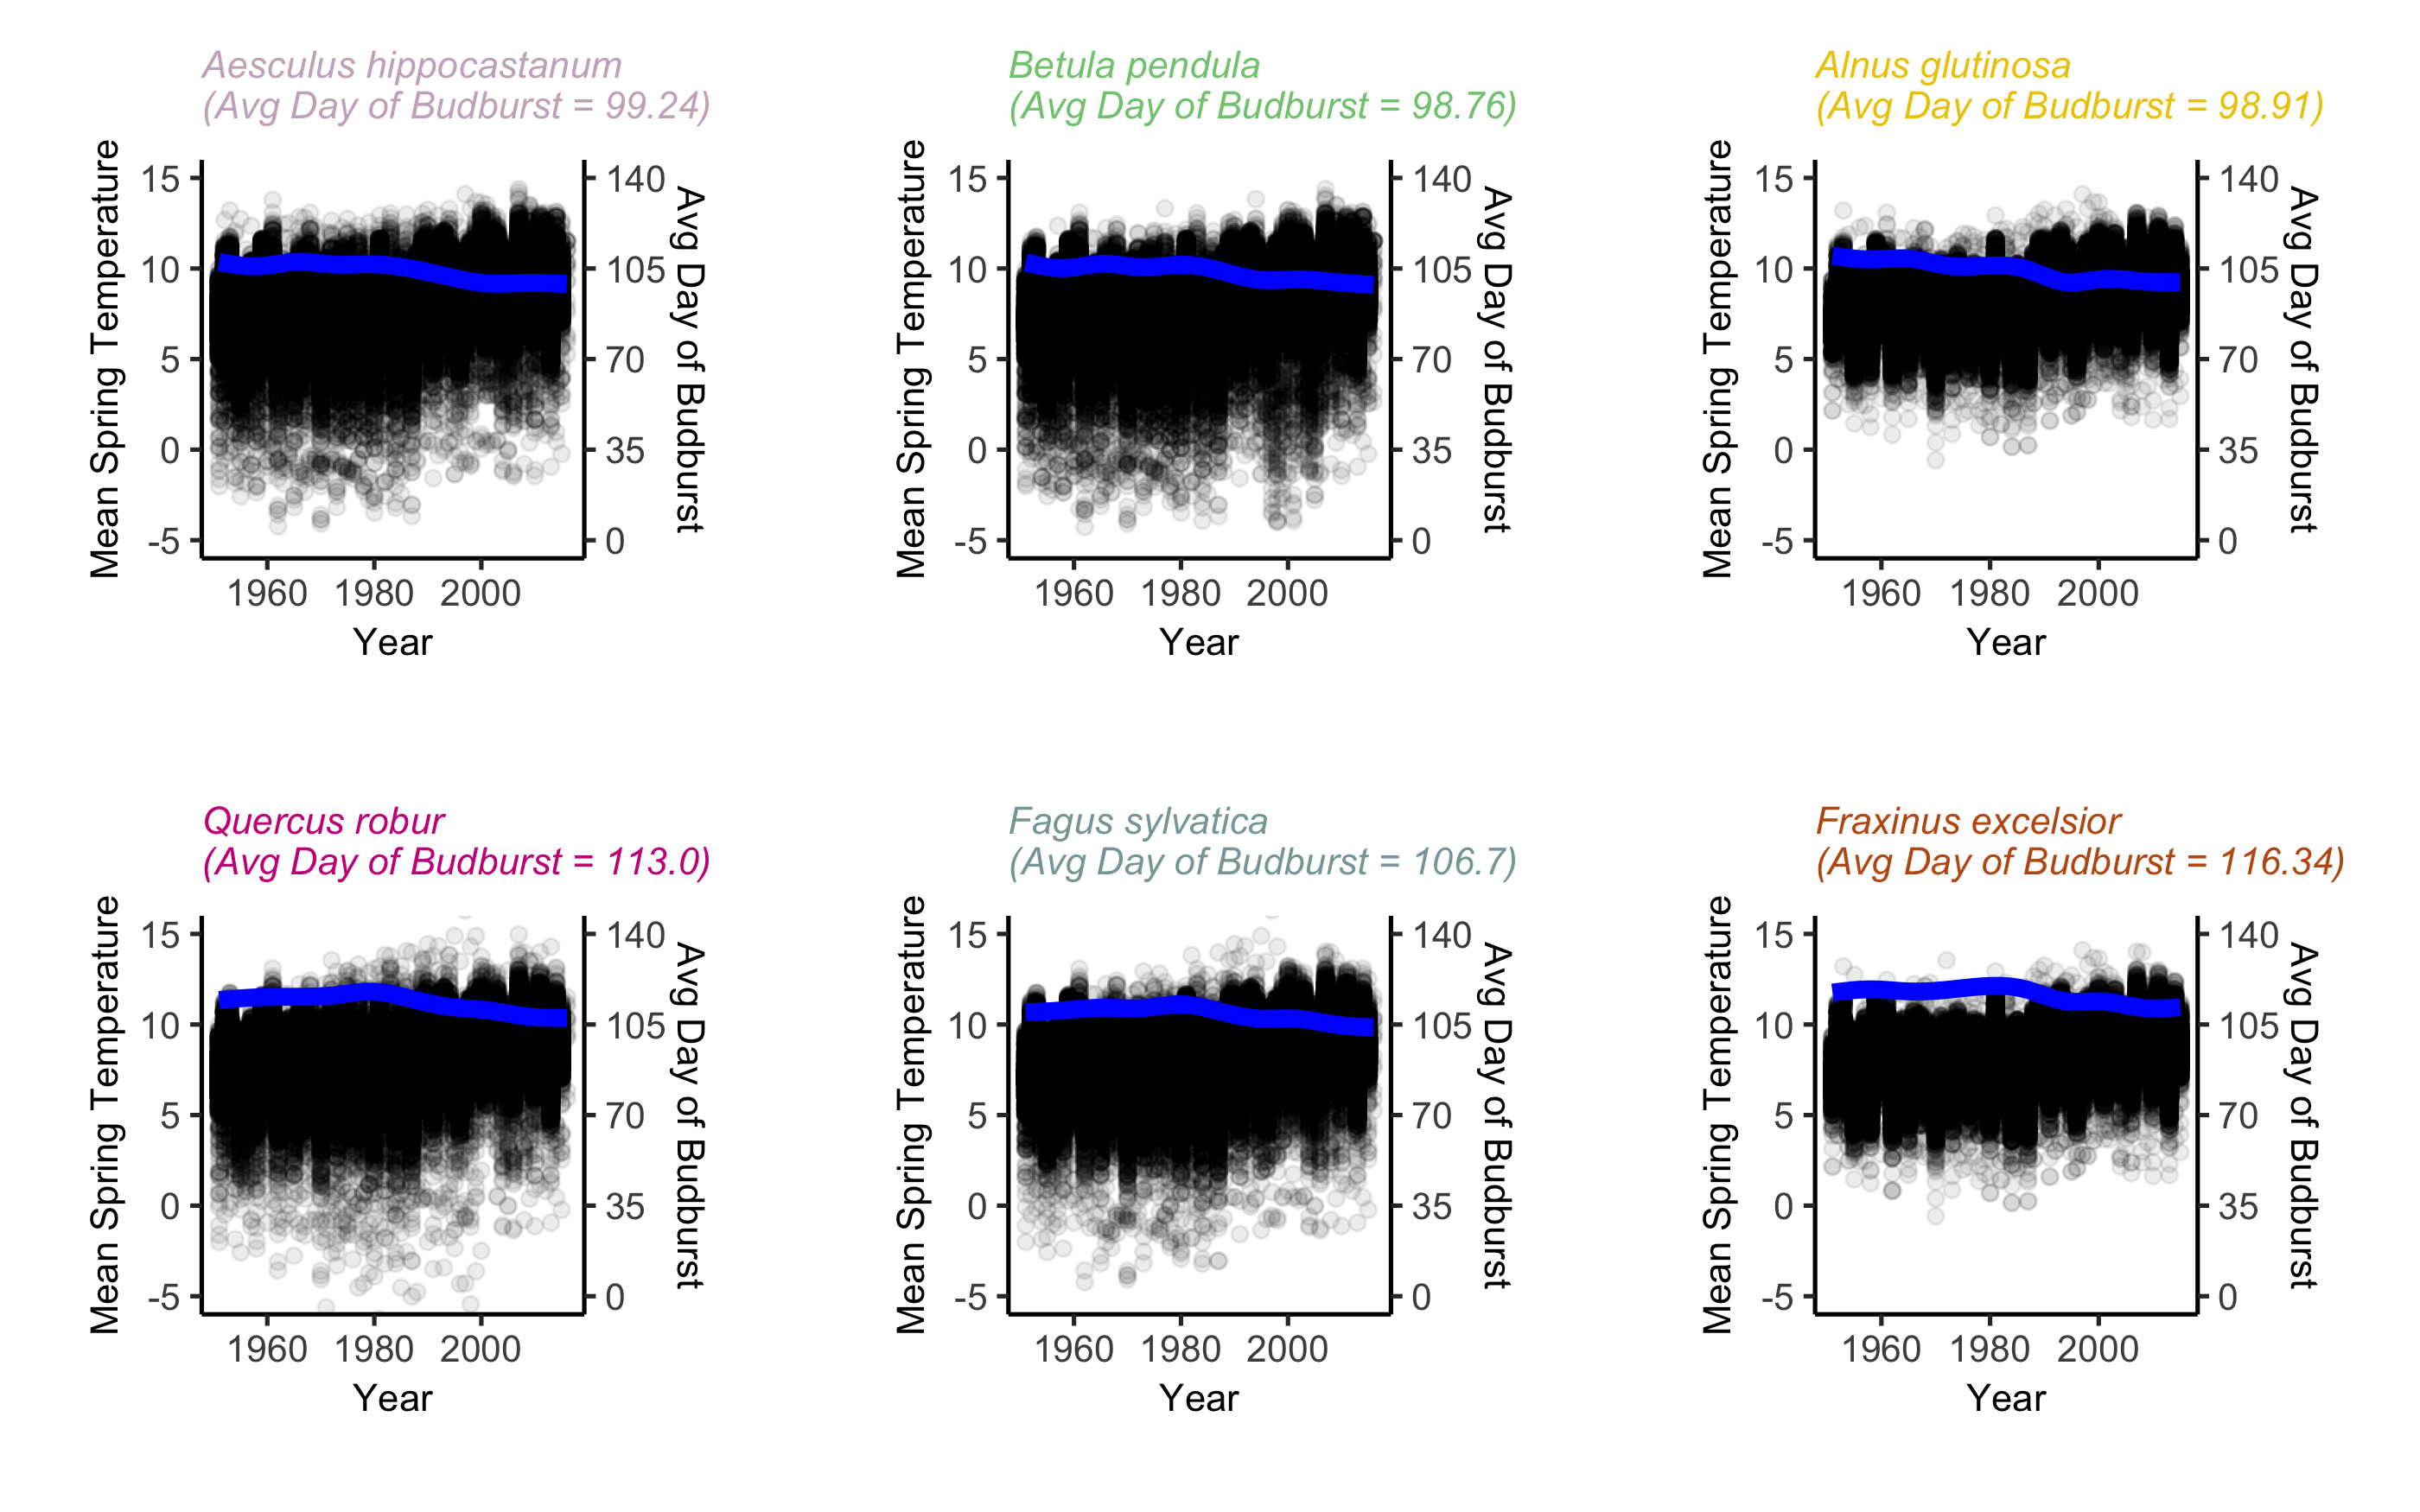 Aesculus hippocastanum
(Avg Day of Budburst = 99.24)
Mean Spring Temperature
15
10
5
0
-5
140
105
70
35
0
Avg Day of Budburst
1960 1980 2000
Year
Betula pendula
(Avg Day of Budburst = 98.76)
Mean Spring Temperature
15
10
5
0
-5
140
105
70
35
0
Avg Day of Budburst
1960 1980 2000
Year
Alnus glutinosa
(Avg Day of Budburst = 98.91)
Mean Spring Temperature
15
10
5
0
-5
140
105
70
35
0
Avg Day of Budburst
1960 1980 2000
Year
Quercus robur
(Avg Day of Budburst = 113.0)
Mean Spring Temperature
15
10
5
0
-5
140
105
70
35
0
Avg Day of Budburst
1960 1980 2000
Year
Fagus sylvatica
(Avg Day of Budburst = 106.7)
Mean Spring Temperature
15
10
5
0
-5
140
105
70
35
0
Avg Day of Budburst
1960 1980 2000
Year
Fraxinus excelsior
(Avg Day of Budburst = 116.34)
Mean Spring Temperature
15
10
5
0
-5
140
105
70
35
0
Avg Day of Budburst
1960 1980 2000
Year